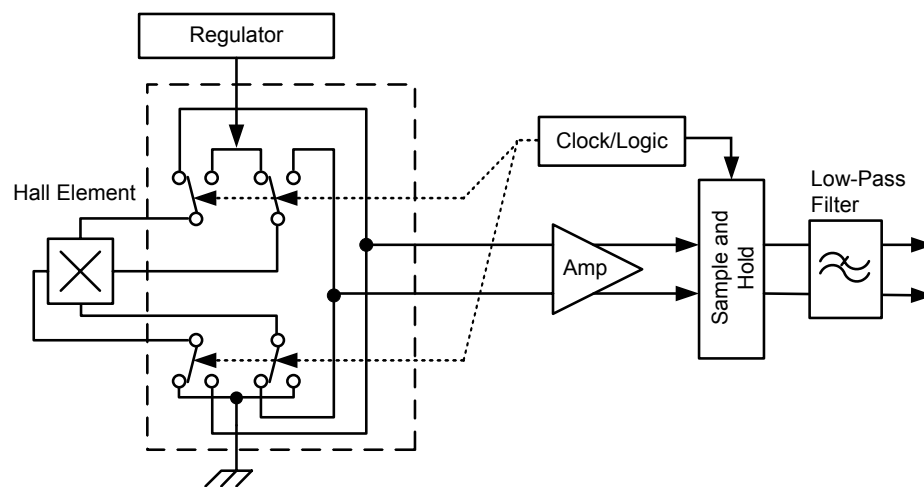 Regulator
Clock/Logic
Hall Element
Low-Pass
Filter
Amp
Sample and
Hold